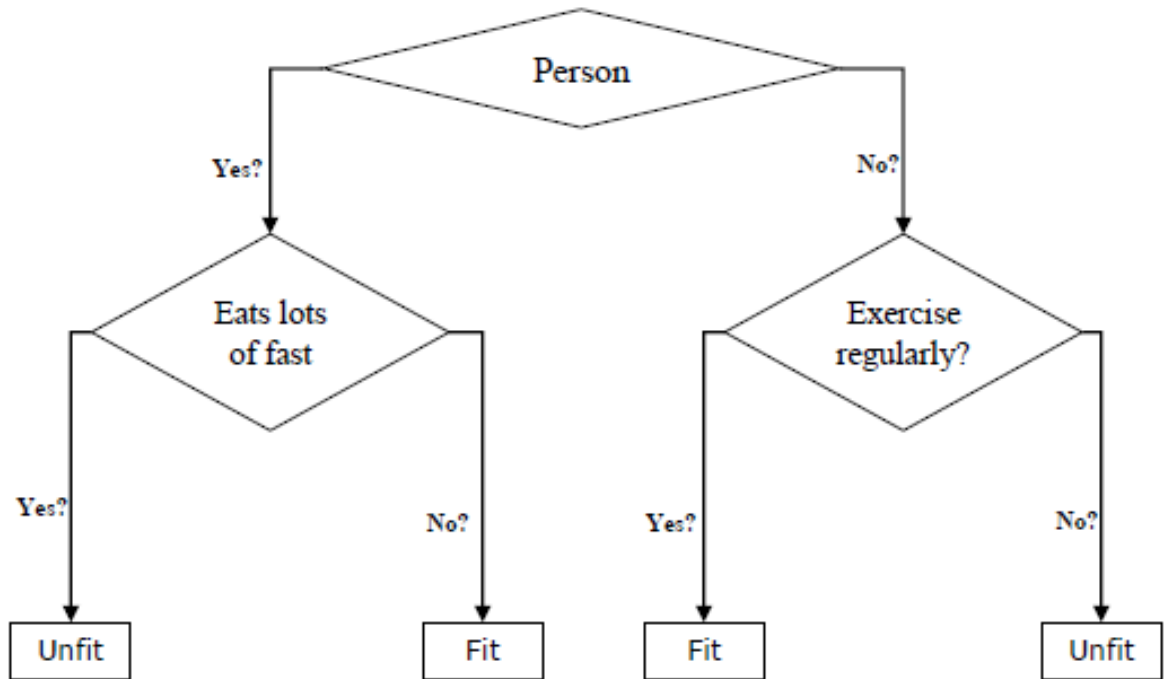 Person
Yes?
No?
Eats lots
of fast
Exercise
regularly?
Yes?
No?
Yes?
No?
Unfit
Fit
Fit
Unfit